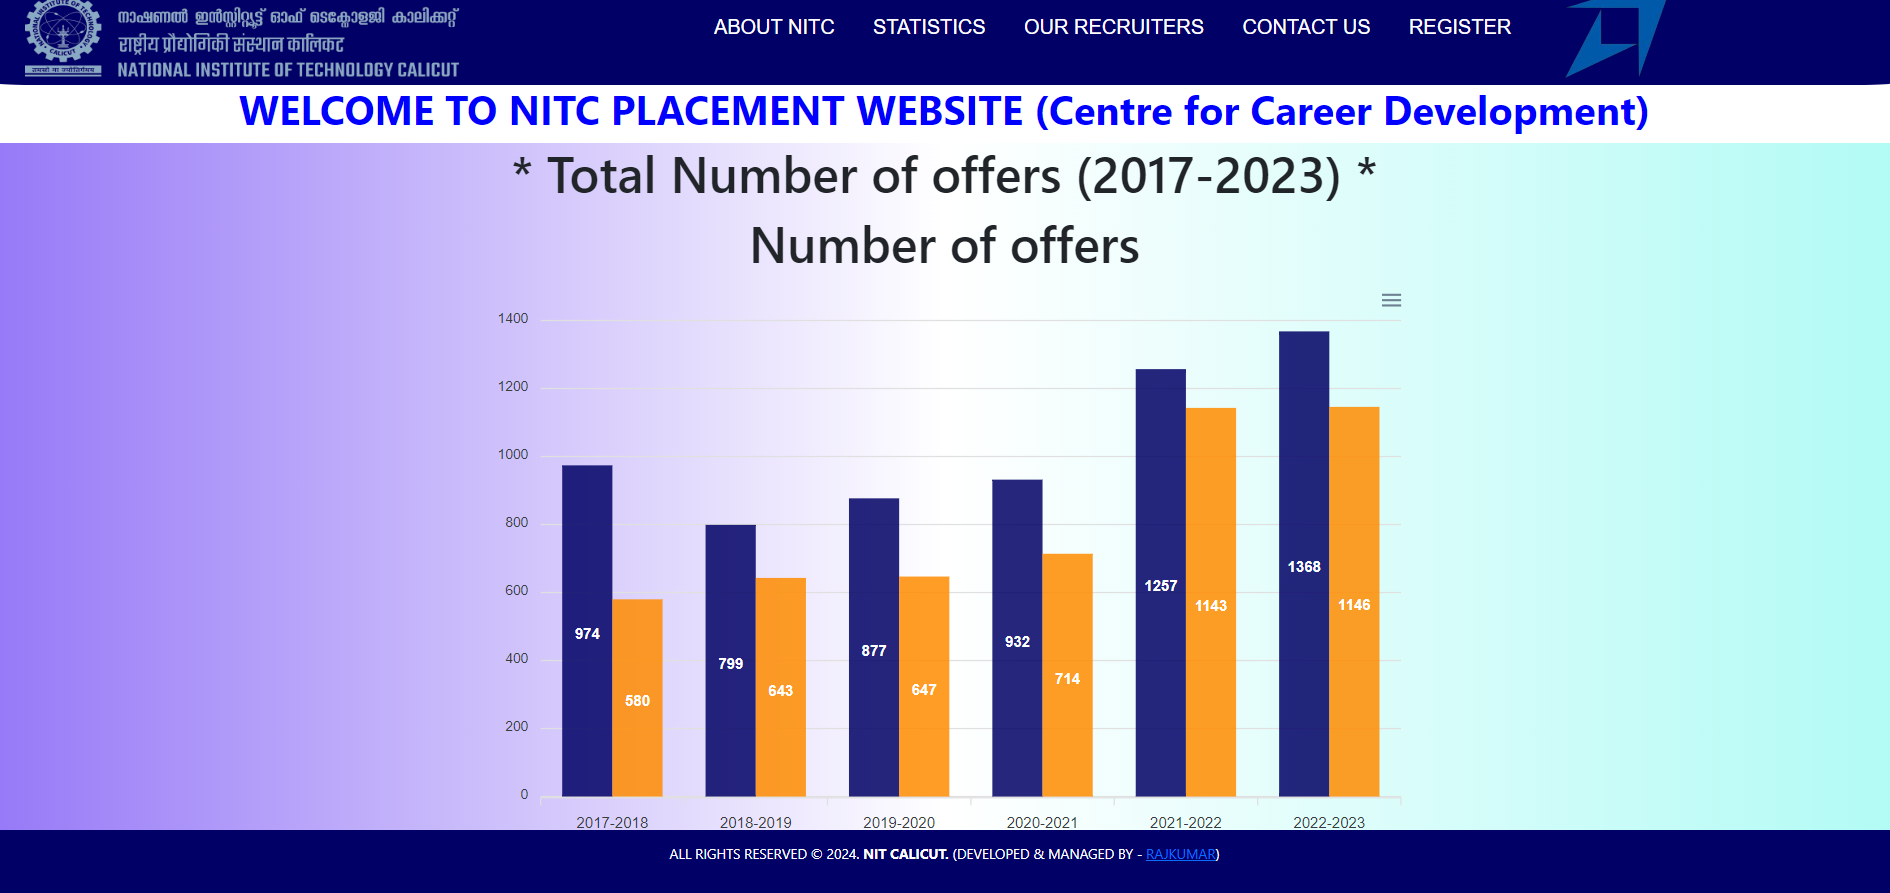 നാഷണൽ ഇൻസ്റ്റിറ്റ്യൂട്ട് ഓഫ് ടെക്നോളജി കാലിക്കറ്റ്
राष्ट्रीय प्रौद्योगिकी संस्थान कालिकट
NATIONAL INSTITUTE OF TECHNOLOGY CALICUT
ABOUT NITC STATISTICS OUR RECRUITERS CONTACT US REGISTER
WELCOME TO NITC PLACEMENT WEBSITE (Centre for Career Development)
* Total Number of offers (2017-2023) *
Number of offers
1400
1200
1000
800
600
400
200
0
974 580 799 643 877 647 932 714 1257 1143 1368 1146
2017-2018 2018-2019 2019-2020 2020-2021 2021-2022 2022-2023
ALL RIGHTS RESERVED © 2024. NIT CALICUT. (DEVELOPED & MANAGED BY - RAJKUMAR)